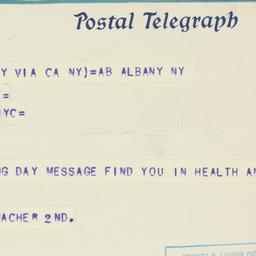 Postal Telegraph
Y VIA CA NY)=AB ALBANY NY
=
YC=
G DAY MESSAGE FIND YOU IN HEALTH AN
ACHER 2ND.